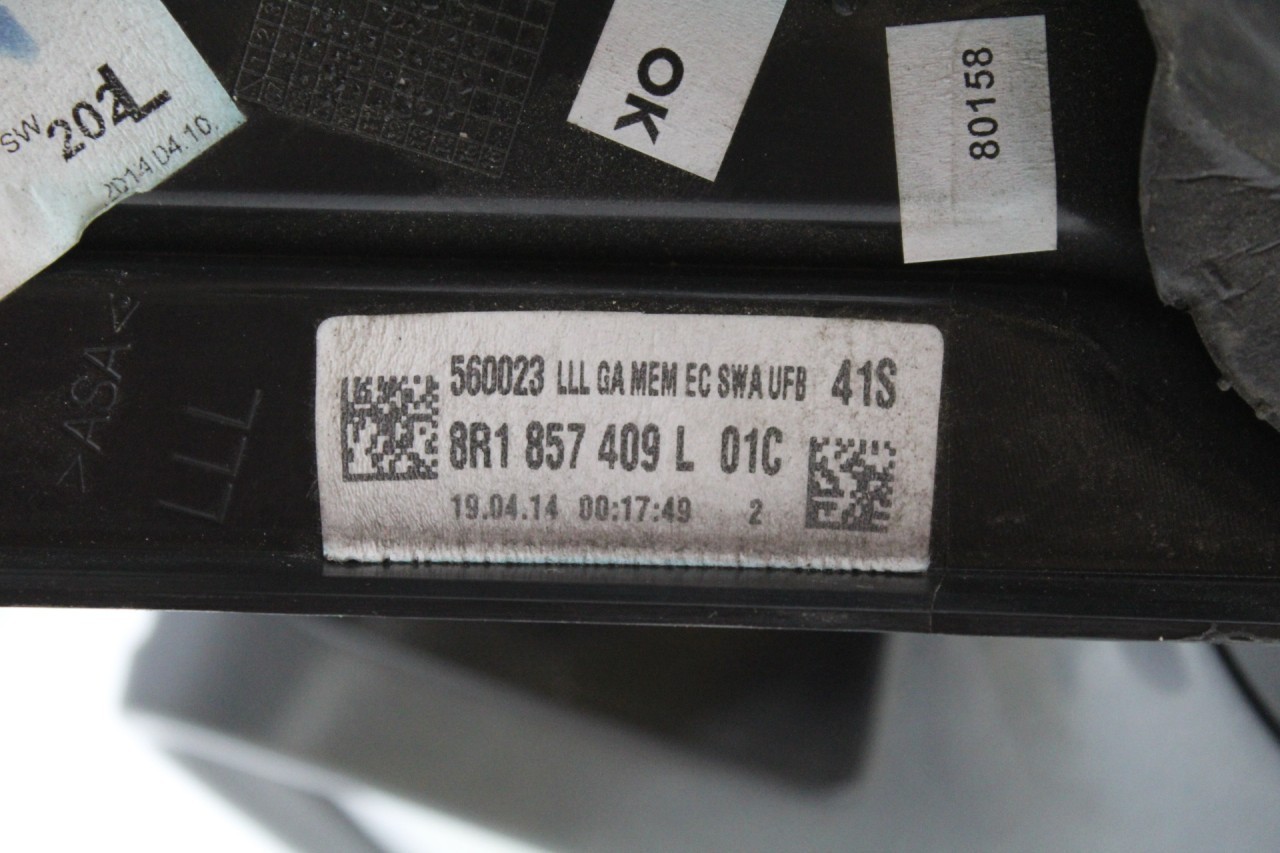 SW 202L
2014.04.10.
OK
80158
>ASA<
LLL
560023 LLL GA MEM EC SWA UFB 41S
8R1 857 409 L 01C
19.04.14 00:17:49 2